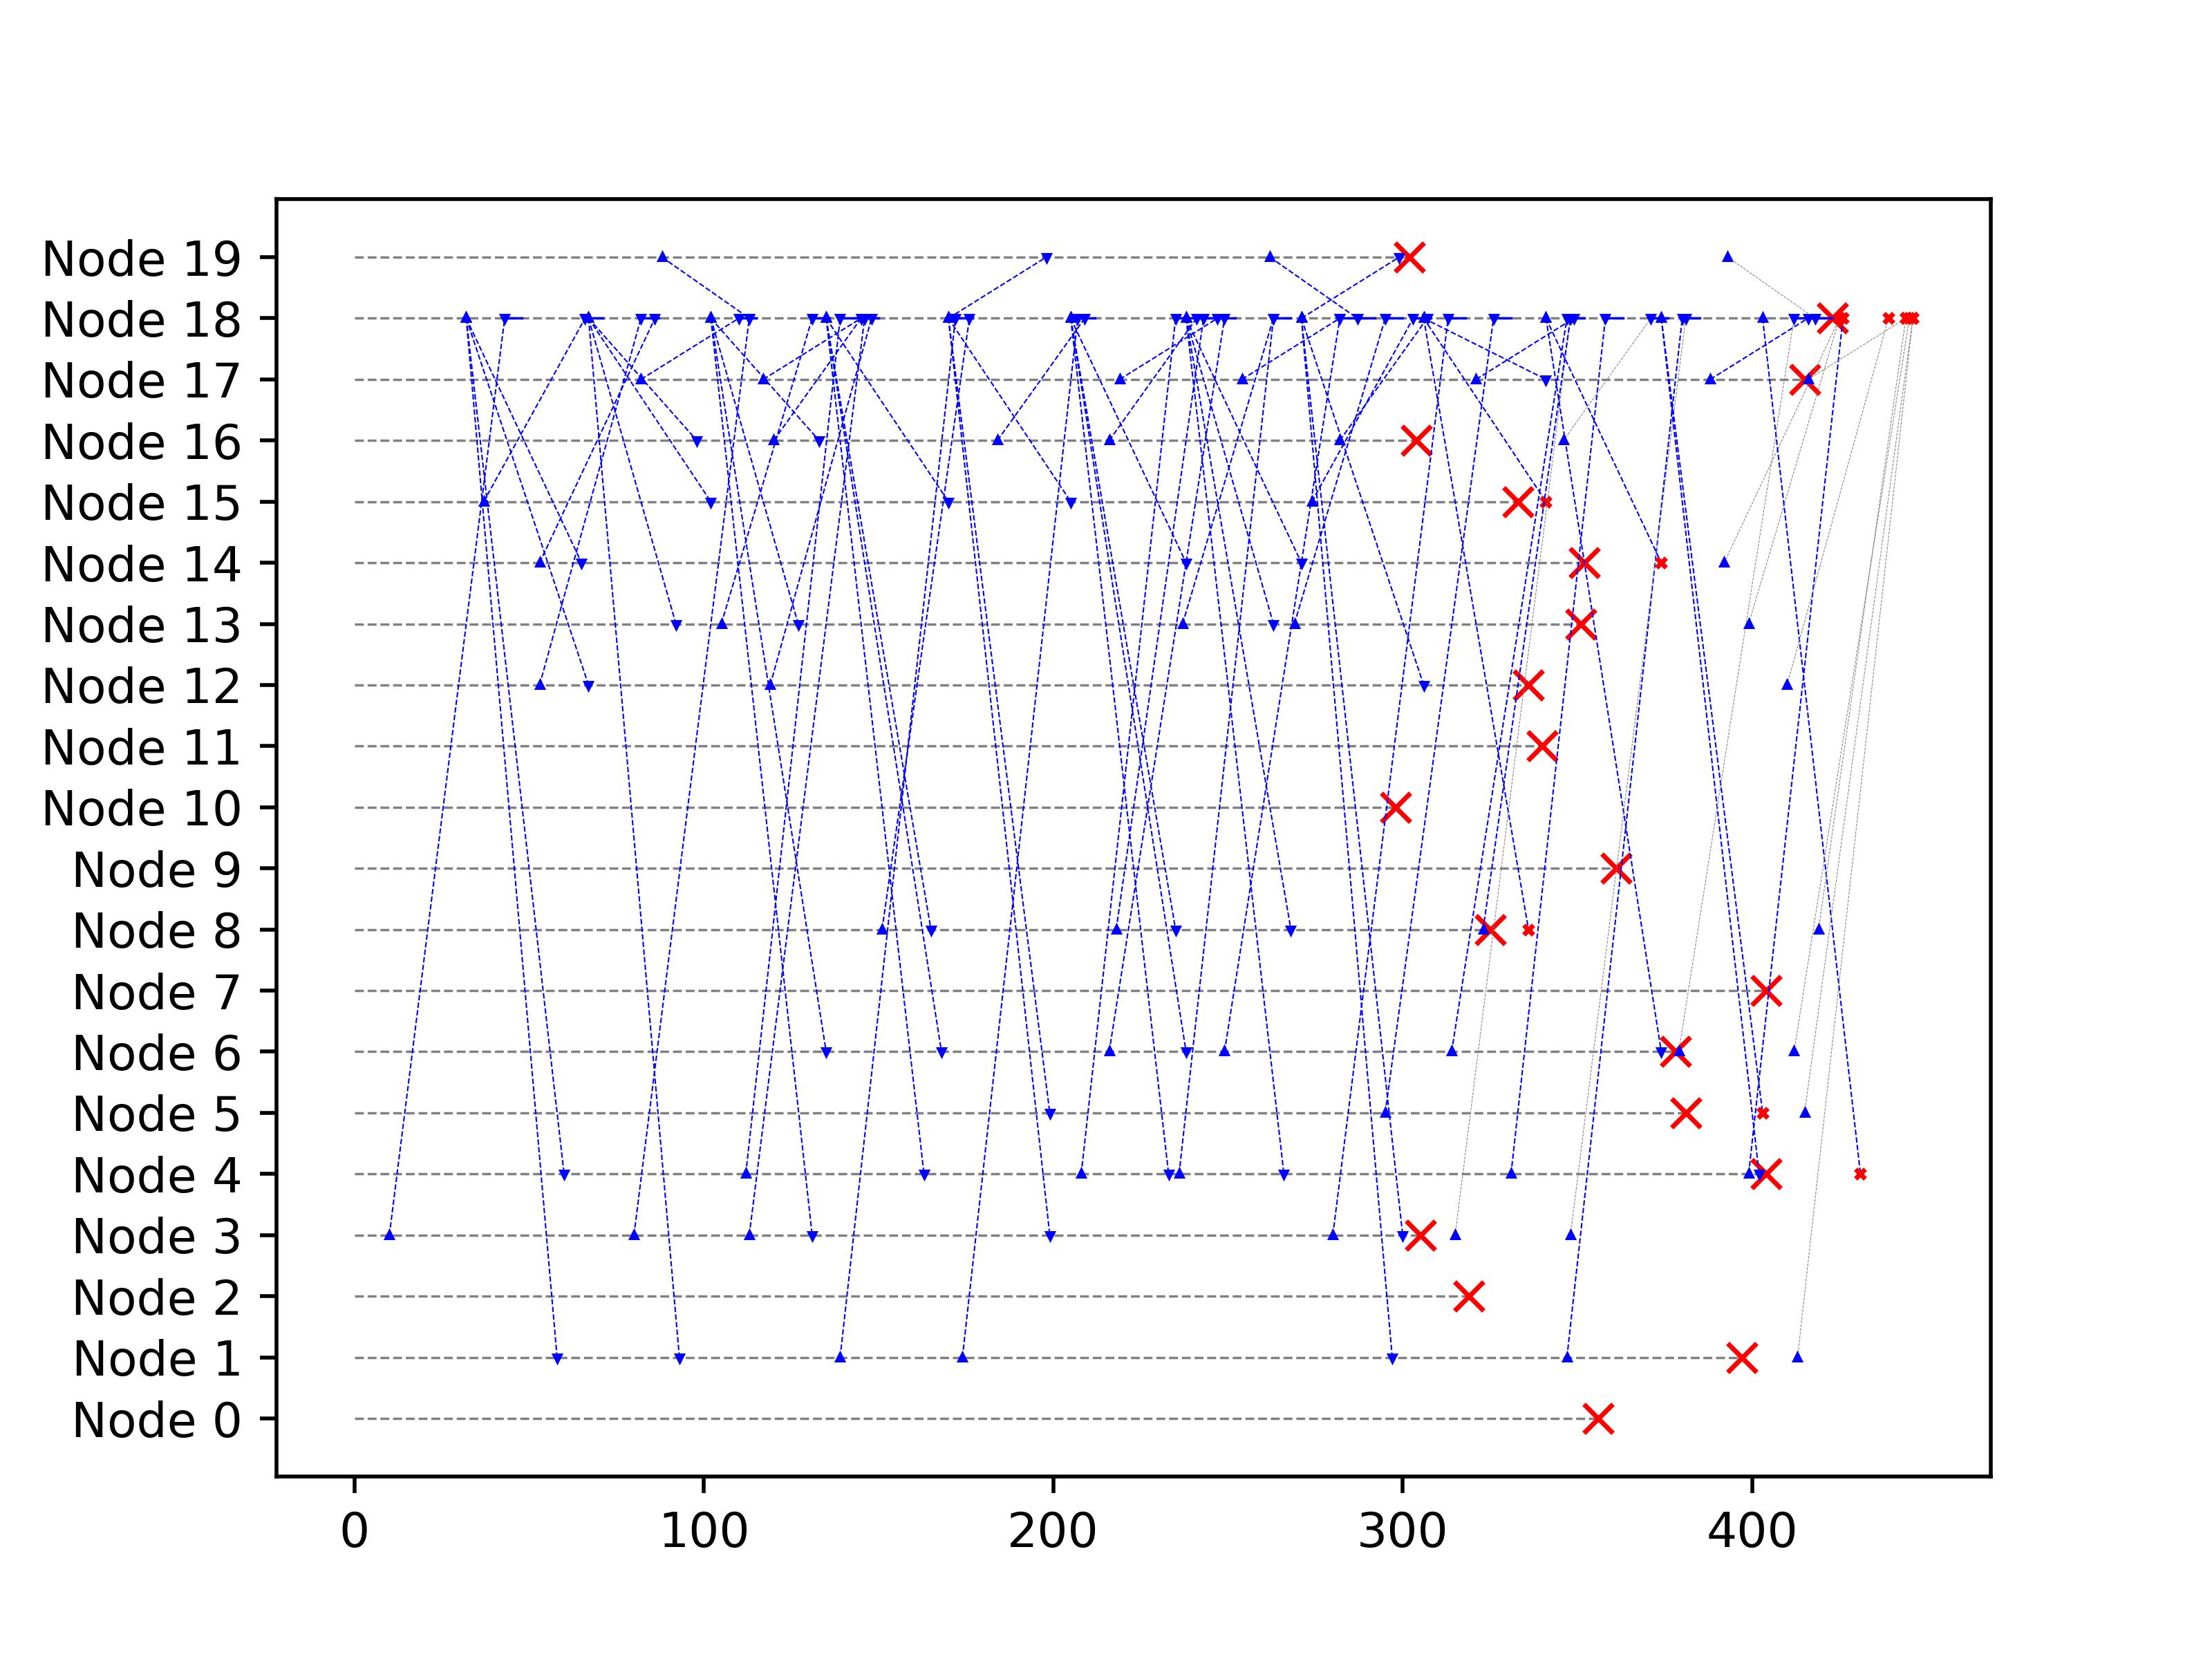 Node 19
Node 18
Node 17
Node 16
Node 15
Node 14
Node 13
Node 12
Node 11
Node 10
Node 9
Node 8
Node 7
Node 6
Node 5
Node 4
Node 3
Node 2
Node 1
Node 0
0 100 200 300 400